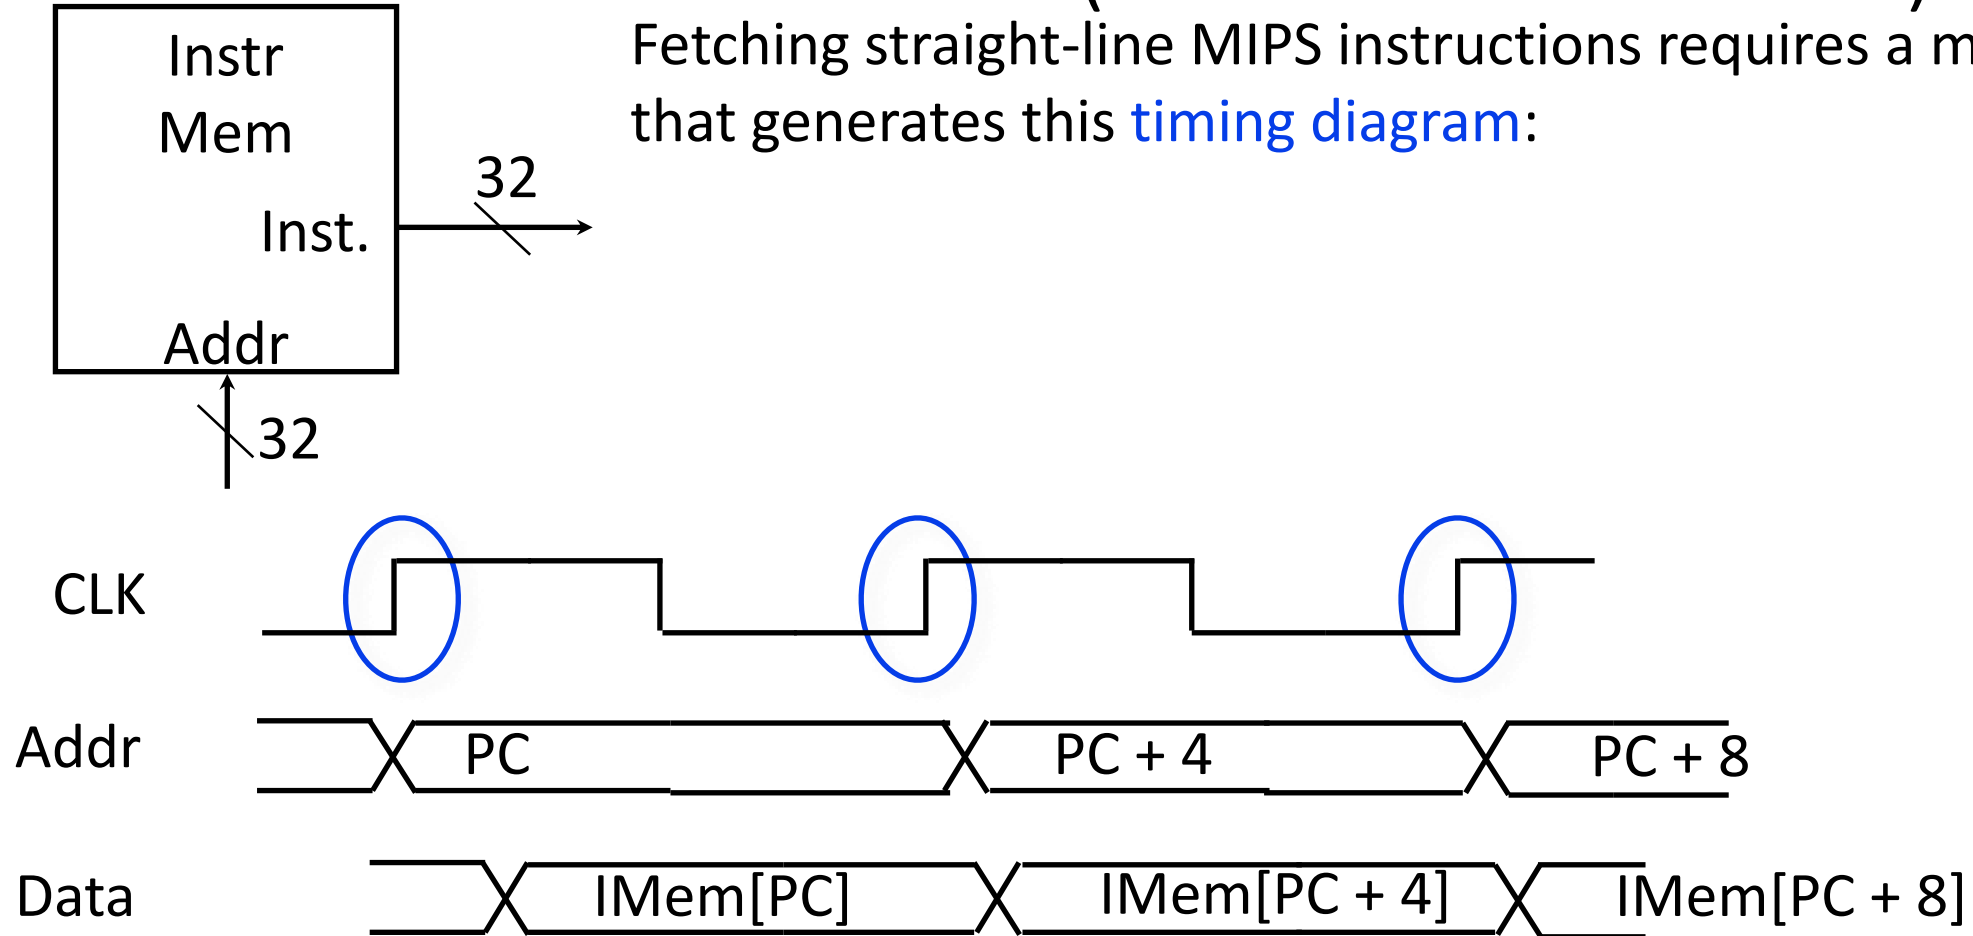 Fetching straight-line MIPS instructions requires a m
that generates this timing diagram:
Instr
Mem
Inst.
Addr
32
32
CLK
Addr PC PC + 4 PC + 8
Data IMem[PC] IMem[PC + 4] IMem[PC + 8]